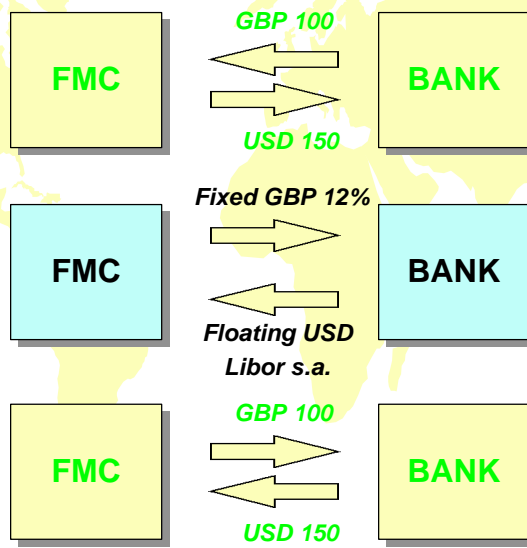 GBP 100
FMC
BANK
USD 150
Fixed GBP 12%
FMC
BANK
Floating USD
Libor s.a.
GBP 100
FMC
BANK
USD 150